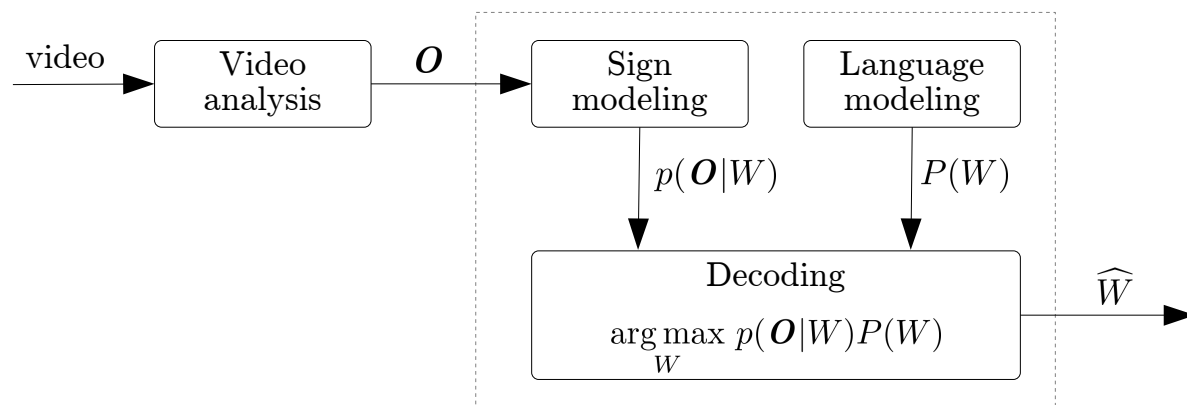 video
Video
analysis
O
Sign
modeling
Language
modeling
p(O|W)
P(W)
Decoding
arg max p(O|W)P(W)
W
Ŵ